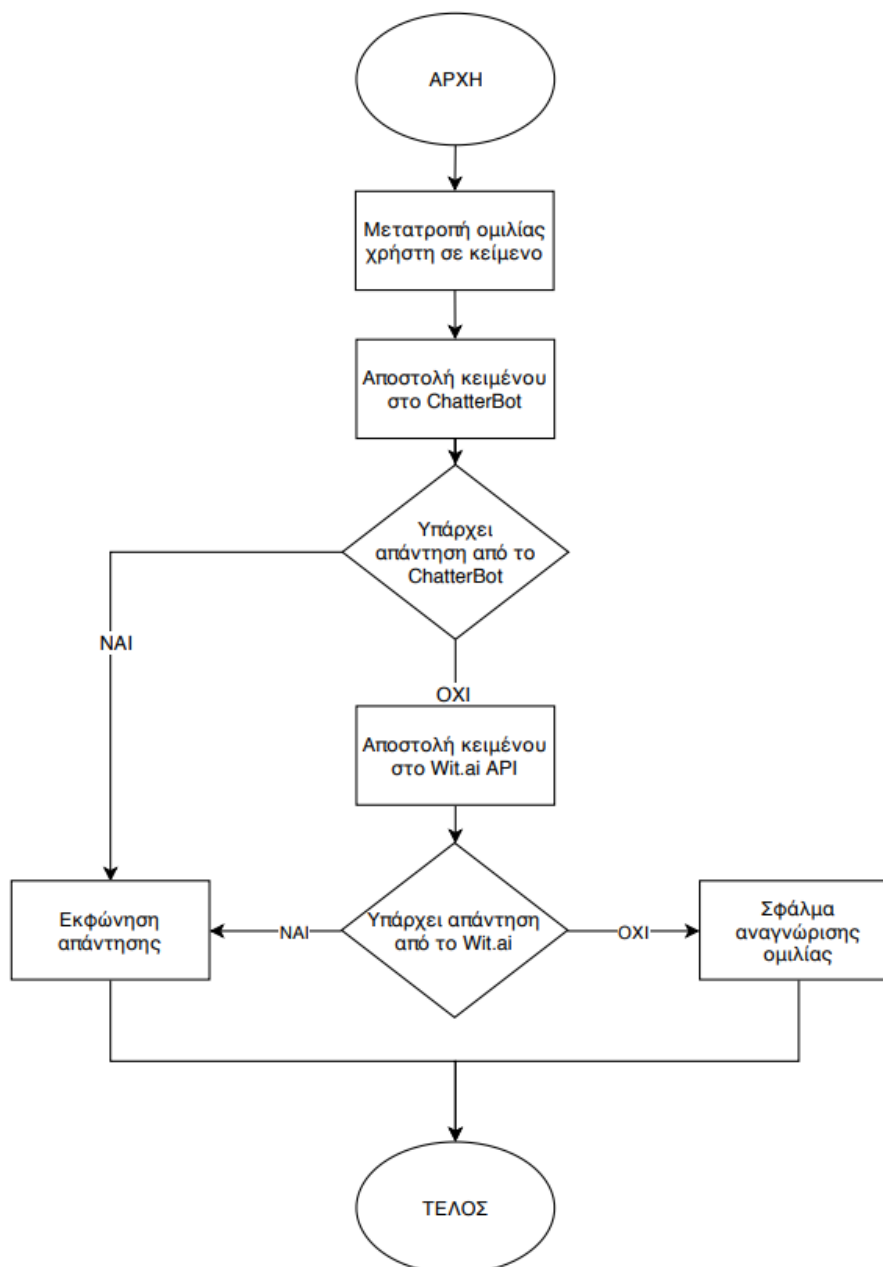 ΑΡΧΗ
Μετατροπή ομιλίας
χρήστη σε κείμενο
Αποστολή κειμένου
στο ChatterBot
Υπάρχει
απάντηση από το
ChatterBot
ΝΑΙ
ΟΧΙ
Αποστολή κειμένου
στο Wit.ai API
Εκφώνηση
απάντησης
ΝΑΙ
Υπάρχει απάντηση
από το Wit.ai
ΟΧΙ
Σφάλμα
αναγνώρισης
ομιλίας
ΤΕΛΟΣ